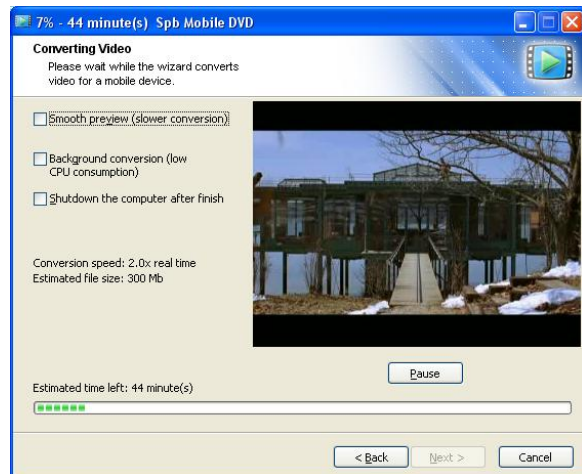 7% - 44 minute(s) Spb Mobile DVD
Converting Video
Please wait while the wizard converts
video for a mobile device.
Smooth preview (slower conversion)
Background conversion (low
CPU consumption)
Shutdown the computer after finish
Conversion speed: 2.0x real time
Estimated file size: 300 Mb
Pause
Estimated time left: 44 minute(s)
< Back
Next >
Cancel